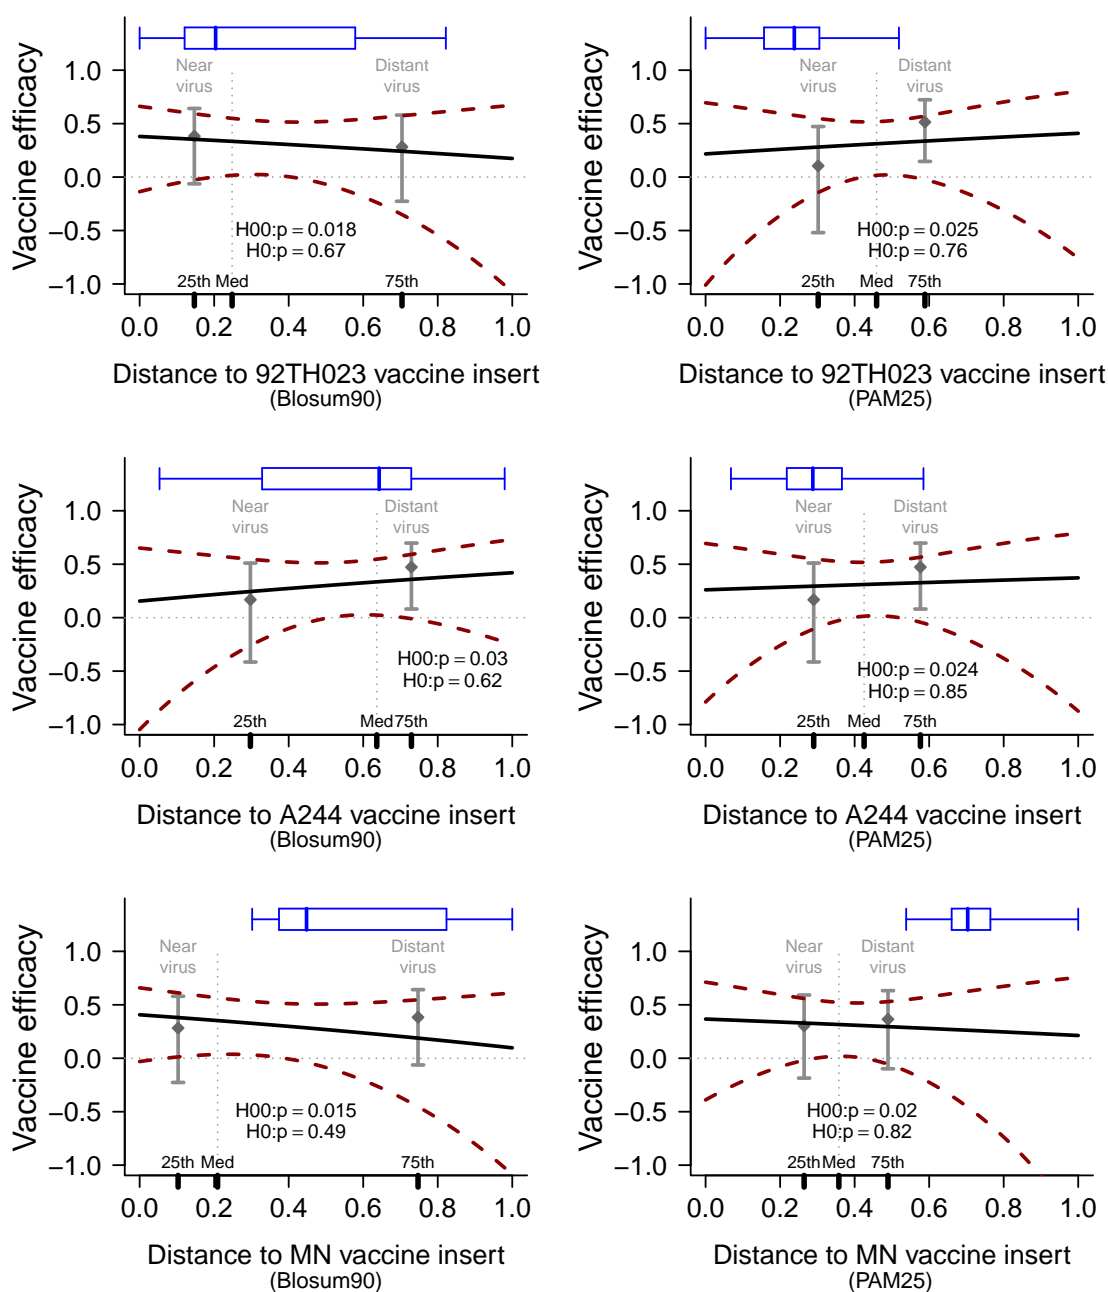 Near
virus
Distant
virus
Vaccine efficacy
1.0
0.5
0.0
−0.5
−1.0
H00:p = 0.018
H0:p = 0.67
25th Med 75th
0.0 0.2 0.4 0.6 0.8 1.0
Distance to 92TH023 vaccine insert
(Blosum90)
Near
virus
Distant
virus
Vaccine efficacy
1.0
0.5
0.0
−0.5
−1.0
H00:p = 0.025
H0:p = 0.76
25th Med 75th
0.0 0.2 0.4 0.6 0.8 1.0
Distance to 92TH023 vaccine insert
(PAM25)
Near
virus
Distant
virus
Vaccine efficacy
1.0
0.5
0.0
−0.5
−1.0
H00:p = 0.03
H0:p = 0.62
25th Med 75th
0.0 0.2 0.4 0.6 0.8 1.0
Distance to A244 vaccine insert
(Blosum90)
Near
virus
Distant
virus
Vaccine efficacy
1.0
0.5
0.0
−0.5
−1.0
H00:p = 0.024
H0:p = 0.85
25th Med 75th
0.0 0.2 0.4 0.6 0.8 1.0
Distance to A244 vaccine insert
(PAM25)
Near
virus
Distant
virus
Vaccine efficacy
1.0
0.5
0.0
−0.5
−1.0
H00:p = 0.015
H0:p = 0.49
25th Med 75th
0.0 0.2 0.4 0.6 0.8 1.0
Distance to MN vaccine insert
(Blosum90)
Near
virus
Distant
virus
Vaccine efficacy
1.0
0.5
0.0
−0.5
−1.0
H00:p = 0.02
H0:p = 0.82
25th Med 75th
0.0 0.2 0.4 0.6 0.8 1.0
Distance to MN vaccine insert
(PAM25)